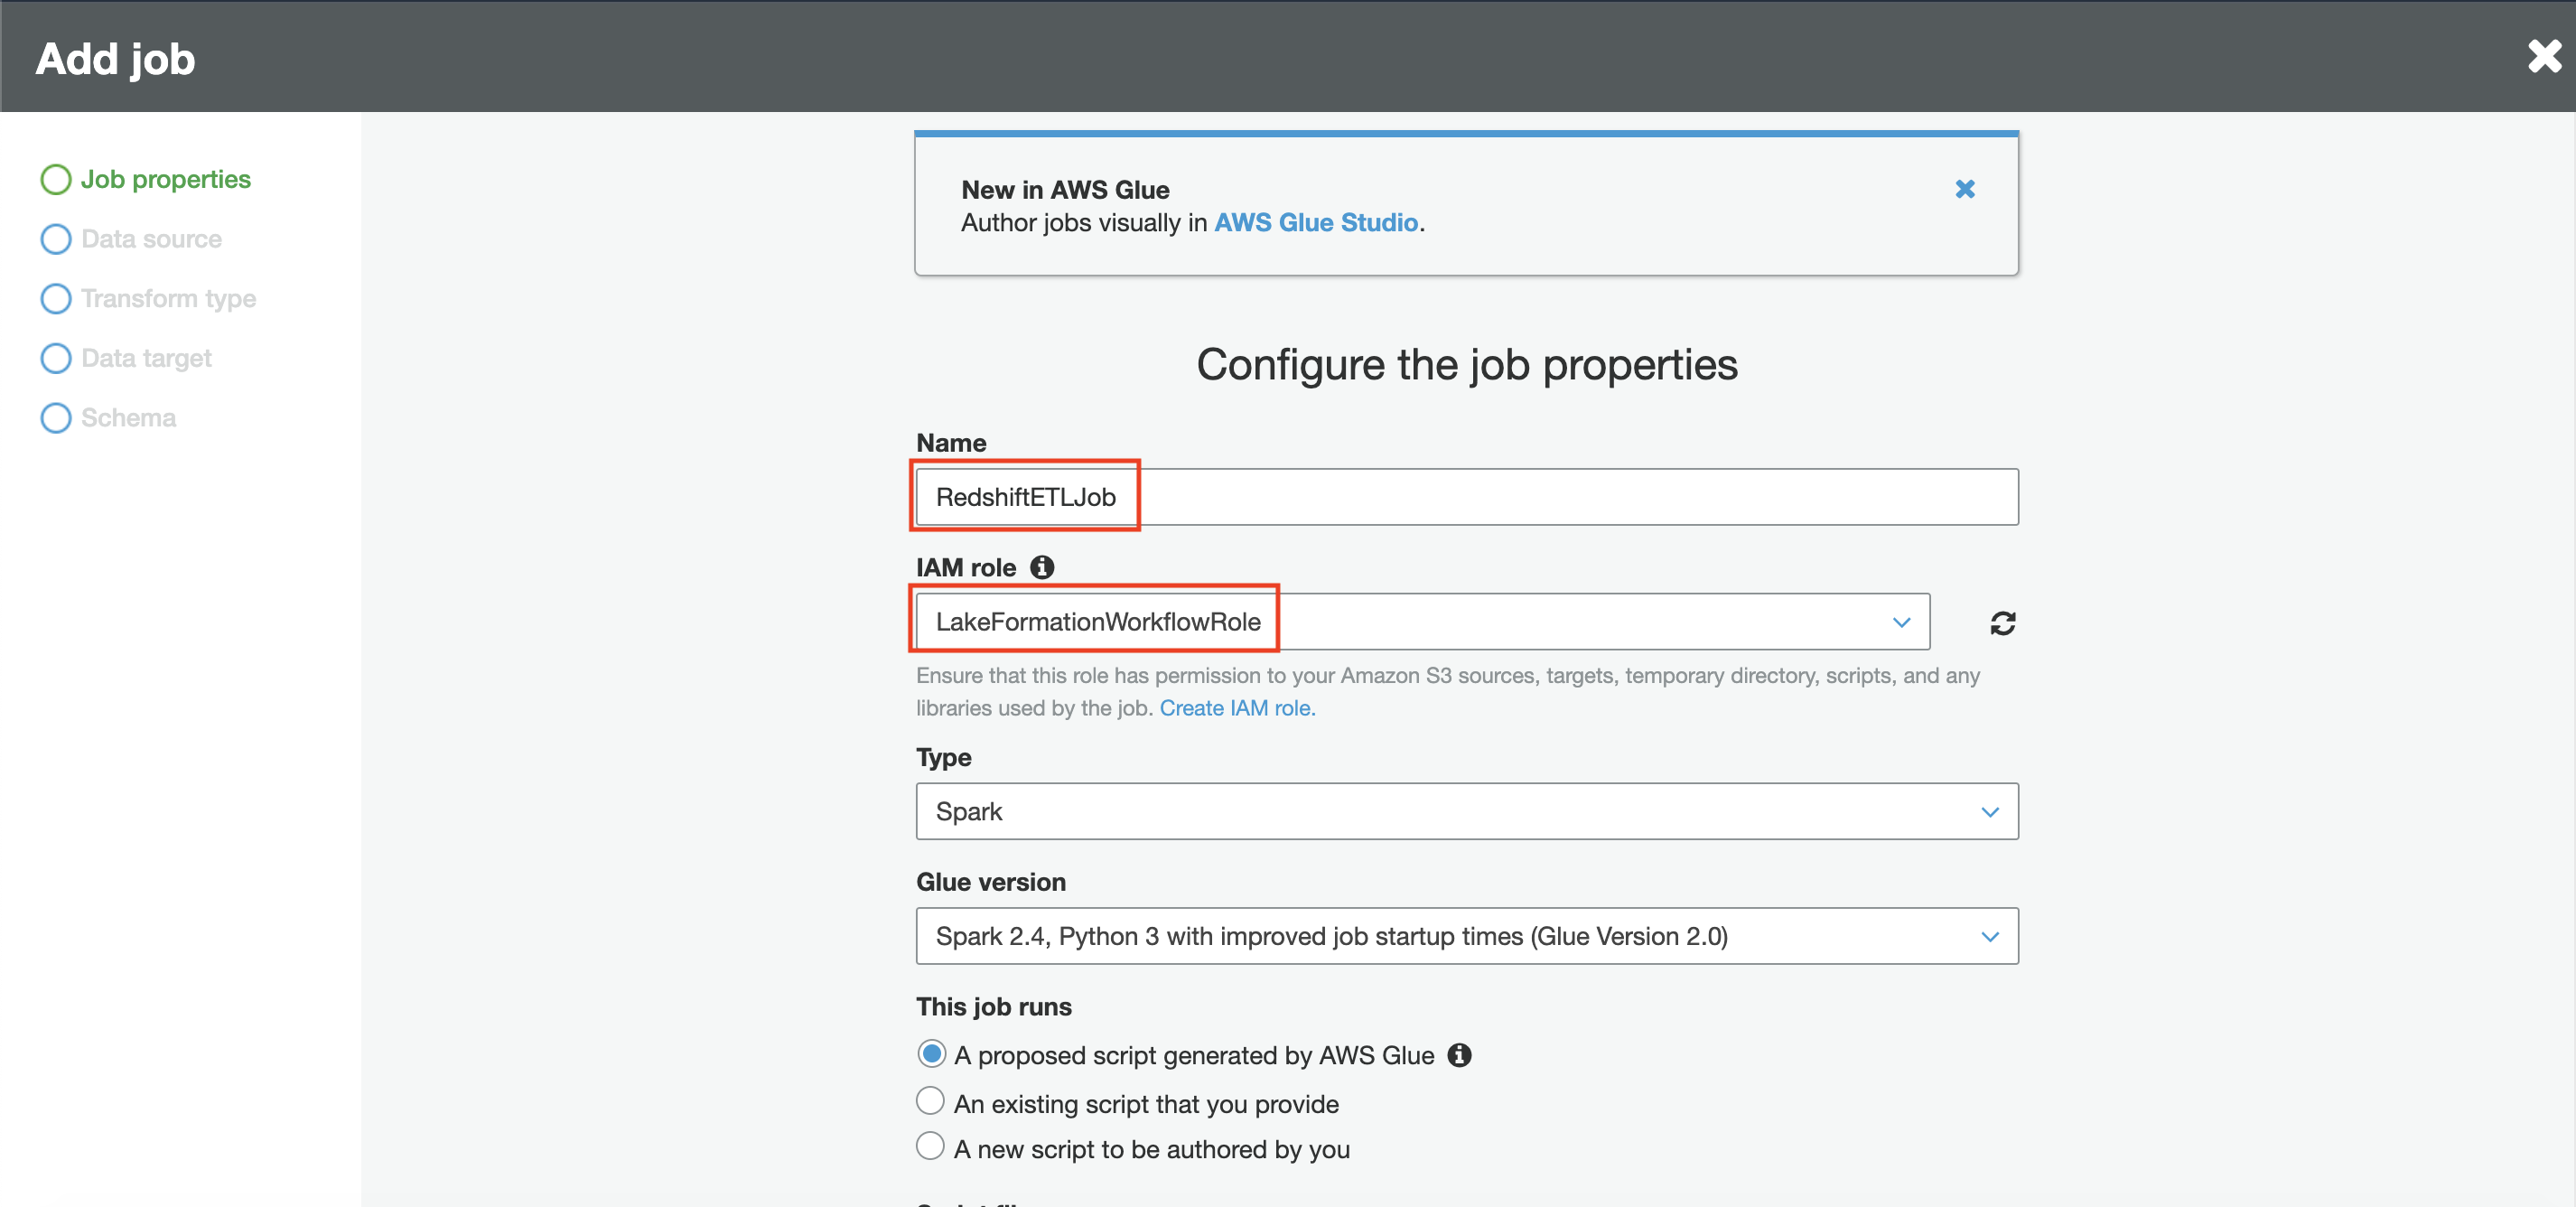 Add job
Job properties
Data source
Transform type
Data target
Schema
New in AWS Glue
Author jobs visually in AWS Glue Studio.
Configure the job properties
Name
RedshiftETLJob
IAM role
LakeFormationWorkflowRole
Ensure that this role has permission to your Amazon S3 sources, targets, temporary directory, scripts, and any
libraries used by the job. Create IAM role.
Type
Spark
Glue version
Spark 2.4, Python 3 with improved job startup times (Glue Version 2.0)
This job runs
A proposed script generated by AWS Glue
An existing script that you provide
A new script to be authored by you